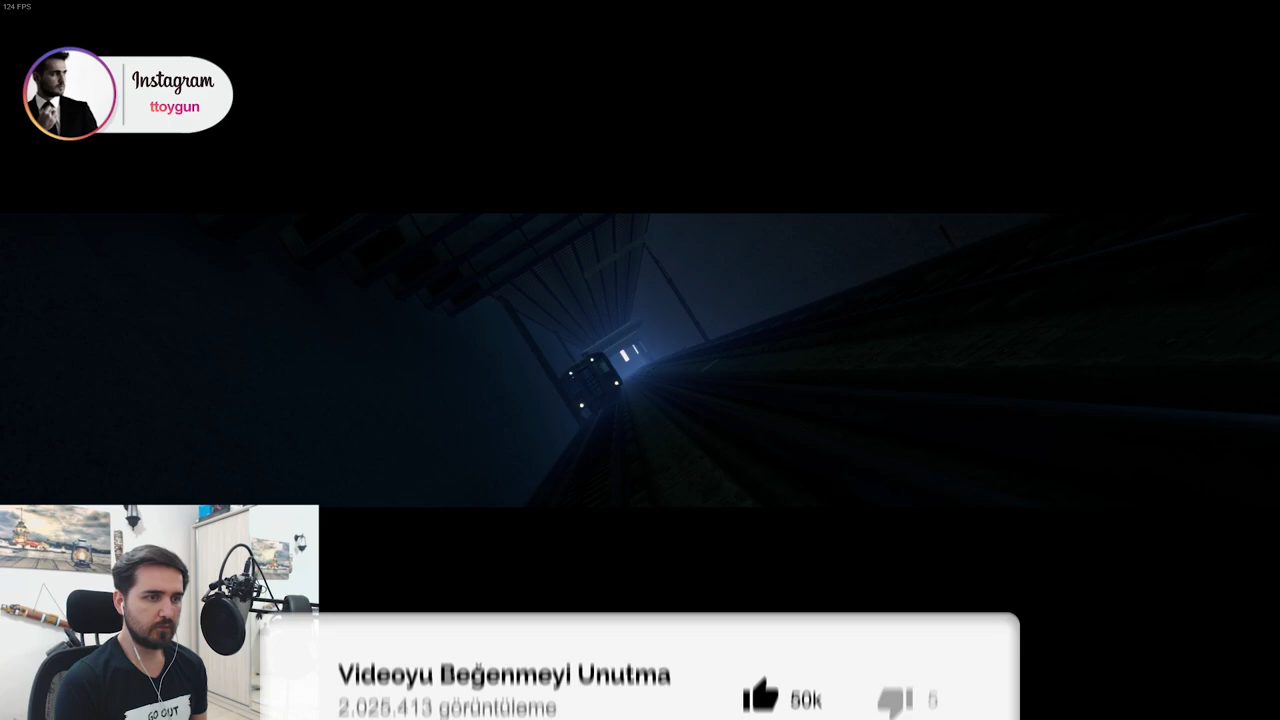 124 FPS
Instagram
ttoygun
GO OUT
Videoyu Beğenmeyi Unutma
2,025,413 görüntüleme
50k
5